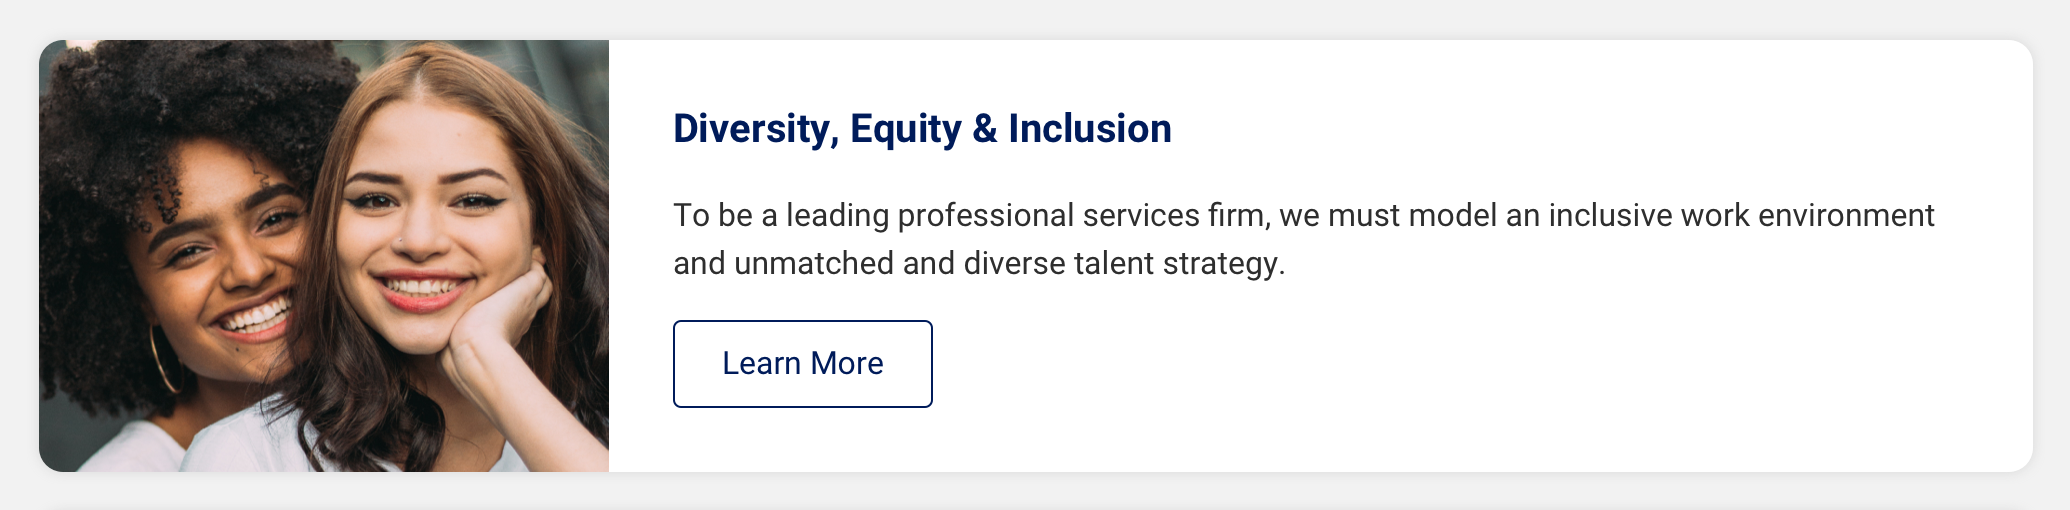 Diversity, Equity & Inclusion
To be a leading professional services firm, we must model an inclusive work environment
and unmatched and diverse talent strategy.
Learn More